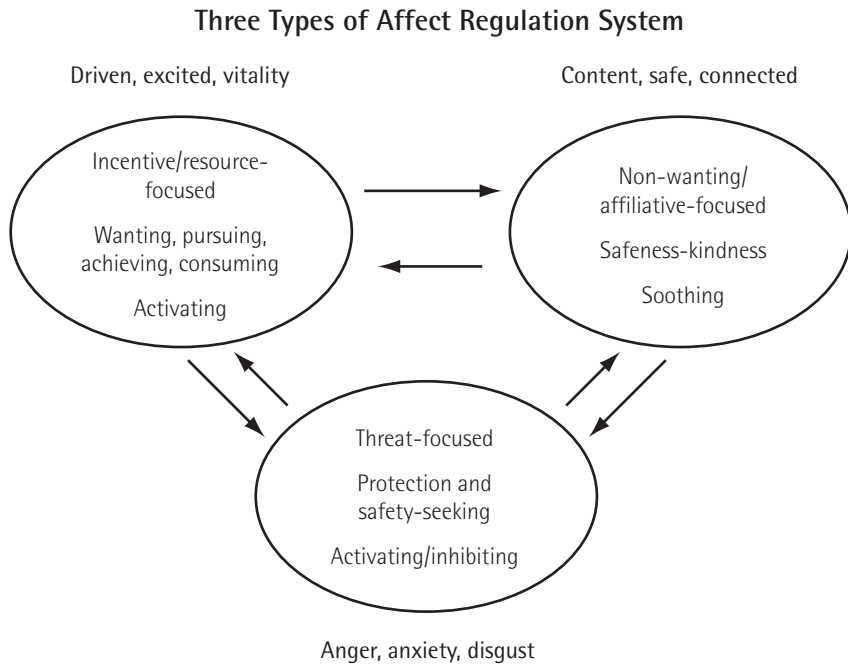 Three Types of Affect Regulation System
Driven, excited, vitality
Content, safe, connected
Incentive/resource-
focused
Wanting, pursuing,
achieving, consuming
Activating
Non-wanting/
affiliative-focused
Safeness-kindness
Soothing
Threat-focused
Protection and
safety-seeking
Activating/inhibiting
Anger, anxiety, disgust